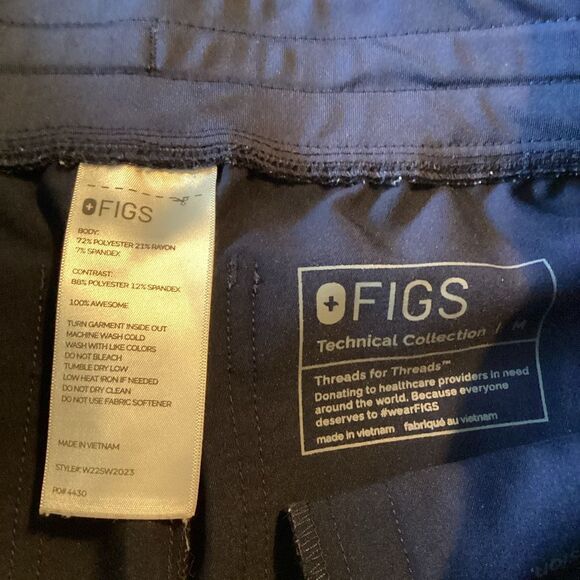 FIGS
BODY:
72% POLYESTER 21% RAYON
7% SPANDEX
CONTRAST:
88% POLYESTER 12% SPANDEX
100% AWESOME
TURN GARMENT INSIDE OUT
MACHINE WASH COLD
WASH WITH LIKE COLORS
DO NOT BLEACH
TUMBLE DRY LOW
LOW HEAT IRON IF NEEDED
DO NOT DRY CLEAN
DO NOT USE FABRIC SOFTENER
MADE IN VIETNAM
STYLE#: W22SW2023
PO# 4430
FIGS
Technical Collection /
Threads for Threads™
Donating to healthcare providers in need
around the world. Because everyone
deserves to #wearFIGS
made in vietnam fabriqué au vietnam